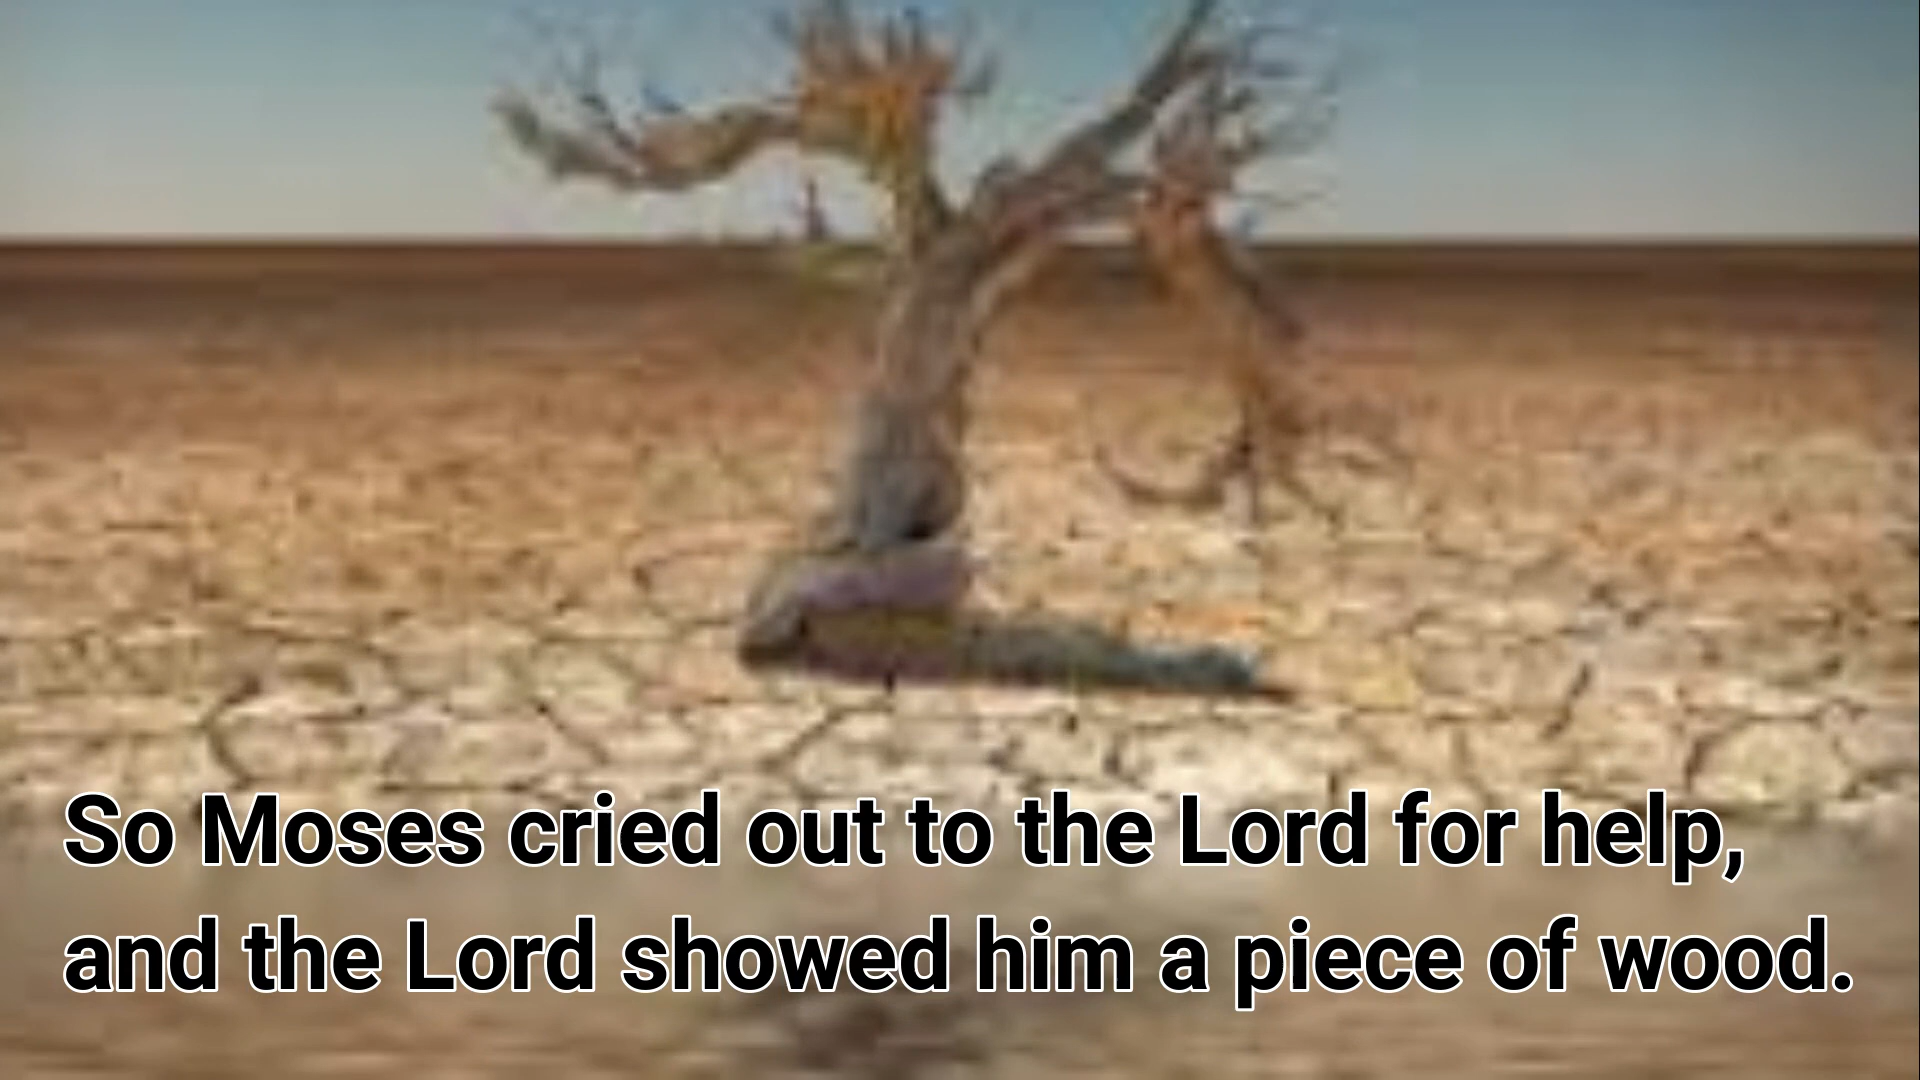 So Moses cried out to the Lord for help,
and the Lord showed him a piece of wood.